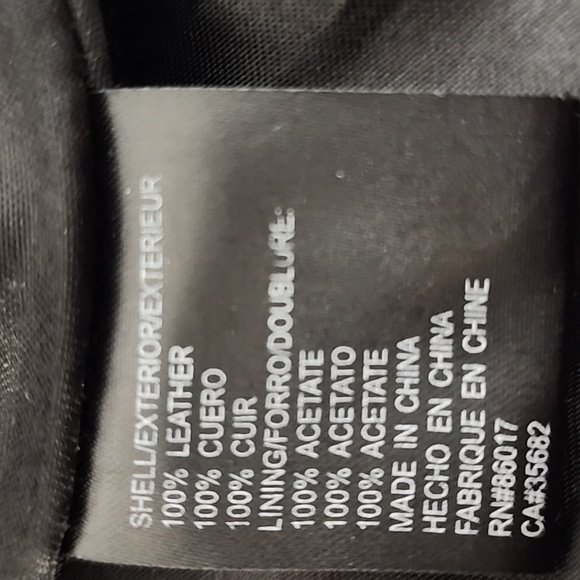 SHELL/EXTERIOR/EXTERIEUR
100% LEATHER
100% CUERO
100% CUIR
LINING/FORRO/DOUBLURE:
100% ACETATE
100% ACETATO
100% ACETATE
MADE IN CHINA
HECHO EN CHINA
FABRIQUE EN CHINE
RN#86017
CA#35682